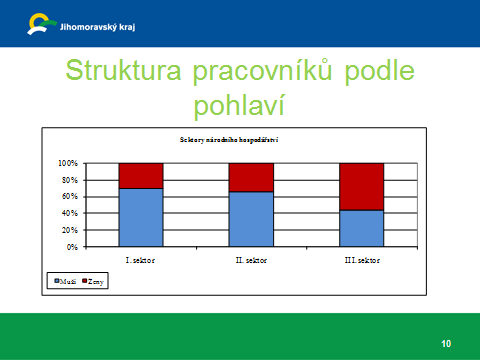 Jihomoravský kraj
Struktura pracovníků podle
pohlaví
Sektory národního hospodářství
100%
80%
60%
40%
20%
0%
I. sektor
II. sektor
III. sektor
Muži
Ženy
10